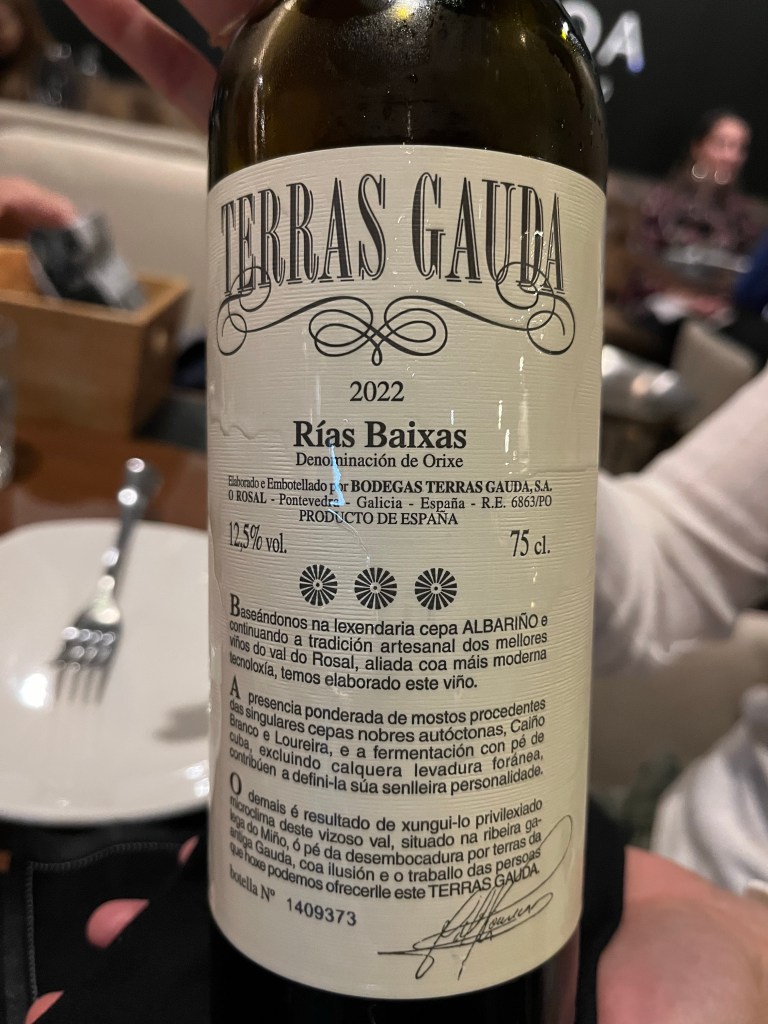 OA
TERRAS GAUDA
2022
Rías Baixas
Denominación de Orixe
Elaborado e Embotellado por BODEGAS TERRAS GAUDA, S.A.
O ROSAL - Pontevedra - Galicia - España - R.E. 6863/PO
PRODUCTO DE ESPAÑA
12,5% vol. 75 cl.
Baseándonos na lexendaria cepa ALBARIÑO e
continuando a tradición artesanal dos mellores
viños do val do Rosal, aliada coa máis moderna
tecnoloxía, temos elaborado este viño.
A presencia ponderada de mostos procedentes
das singulares cepas nobres autóctonas, Caiño
Branco e Loureira, e a fermentación con pé de
cuba, excluindo calquera levadura foránea,
contribúen a defini-la súa senlleira personalidade.
O demais é resultado de xungui-lo privilexiado
microclima deste vizoso val, situado na ribeira ga-
lega do Miño, ó pé da desembocadura por terras da
antiga Gauda, coa ilusión e o traballo das persoas
que hoxe podemos ofrecerlle este TERRAS GAUDA.
botella Nº 1409373